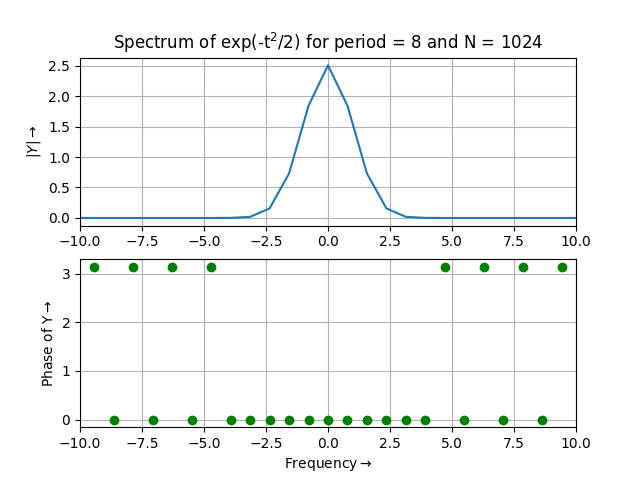 Spectrum of exp(-t²/2) for period = 8 and N = 1024
2.5
2.0
1.5
1.0
0.5
0.0
|Y|→
−10.0 −7.5 −5.0 −2.5 0.0 2.5 5.0 7.5 10.0
3
2
1
0
Phase of Y→
−10.0 −7.5 −5.0 −2.5 0.0 2.5 5.0 7.5 10.0
Frequency→